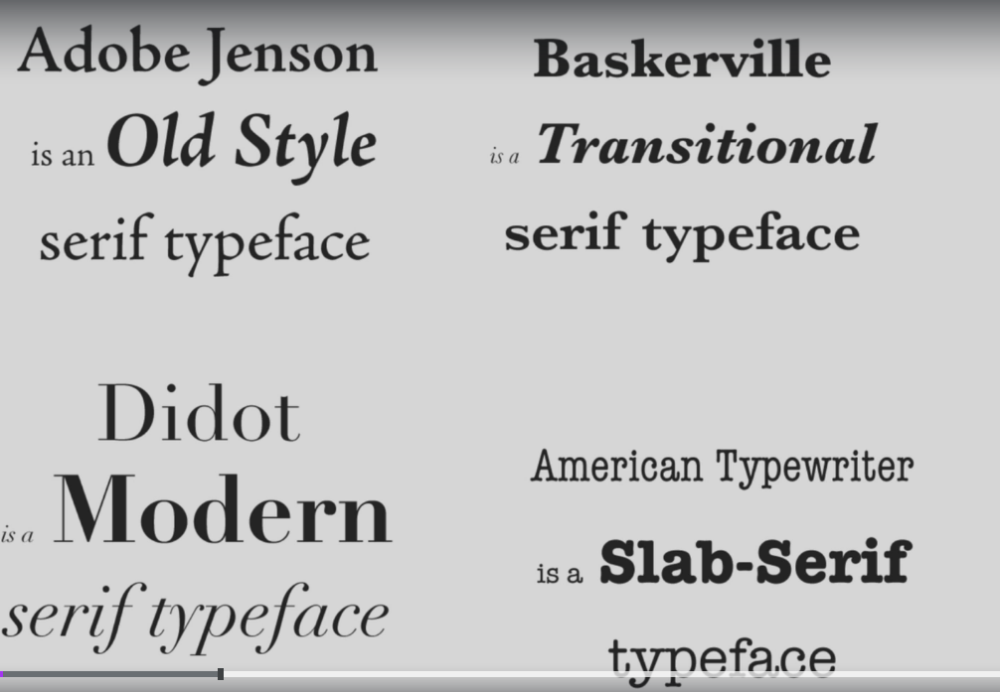 Adobe Jenson
is an Old Style
serif typeface
Baskerville
is a Transitional
serif typeface
Didot
is a Modern
serif typeface
American Typewriter
is a Slab-Serif
typeface